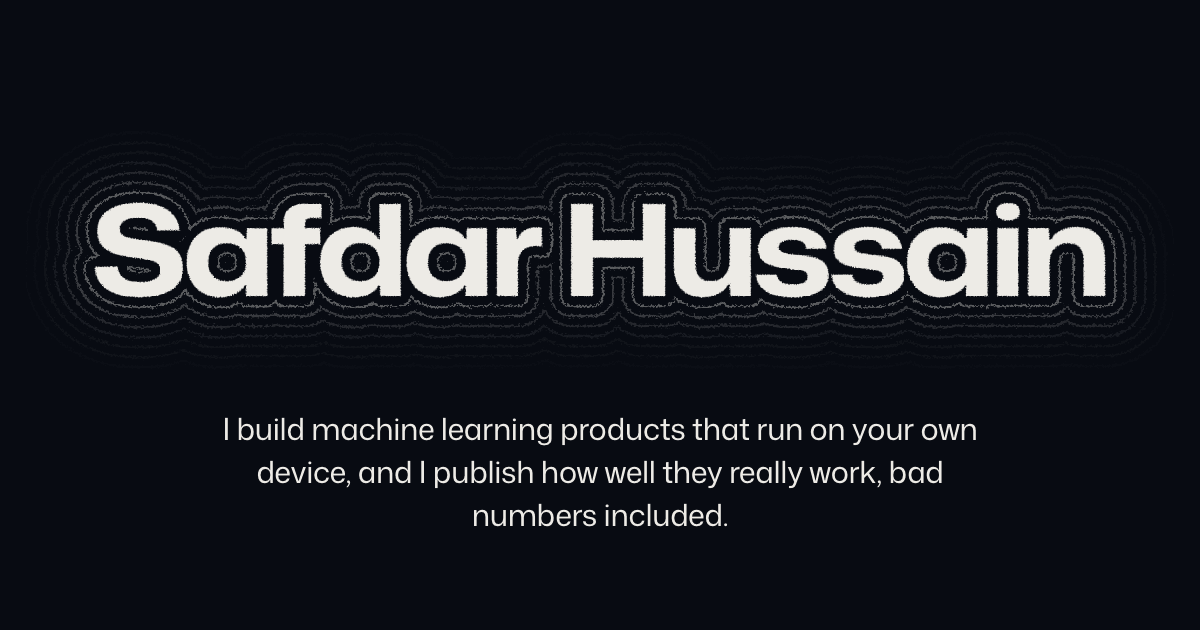 Safdar Hussain
I build machine learning products that run on your own
device, and I publish how well they really work, bad
numbers included.